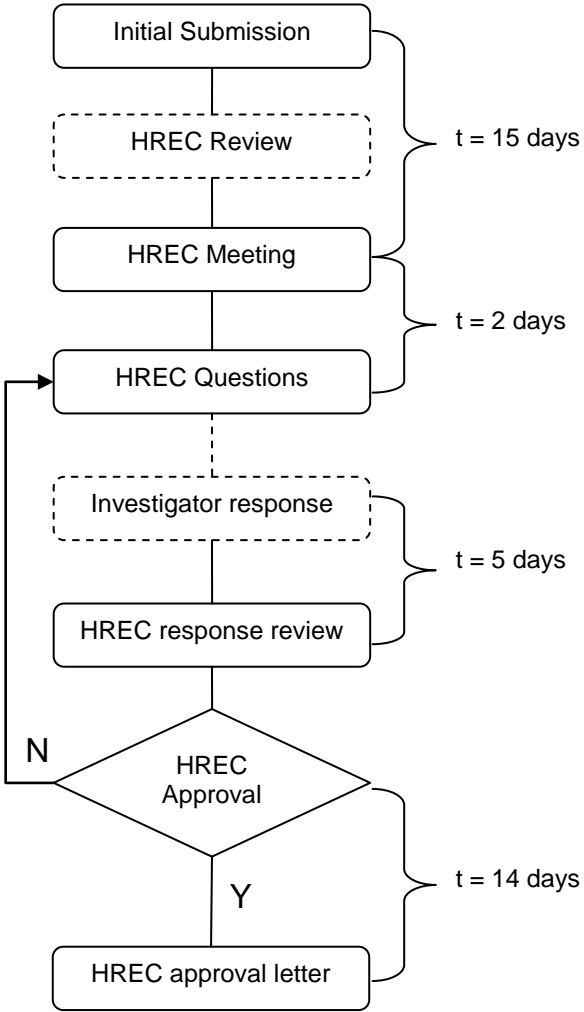 Initial Submission
t = 15 days
HREC Review
HREC Meeting
t = 2 days
HREC Questions
Investigator response
t = 5 days
HREC response review
N
HREC
Approval
t = 14 days
Y
HREC approval letter